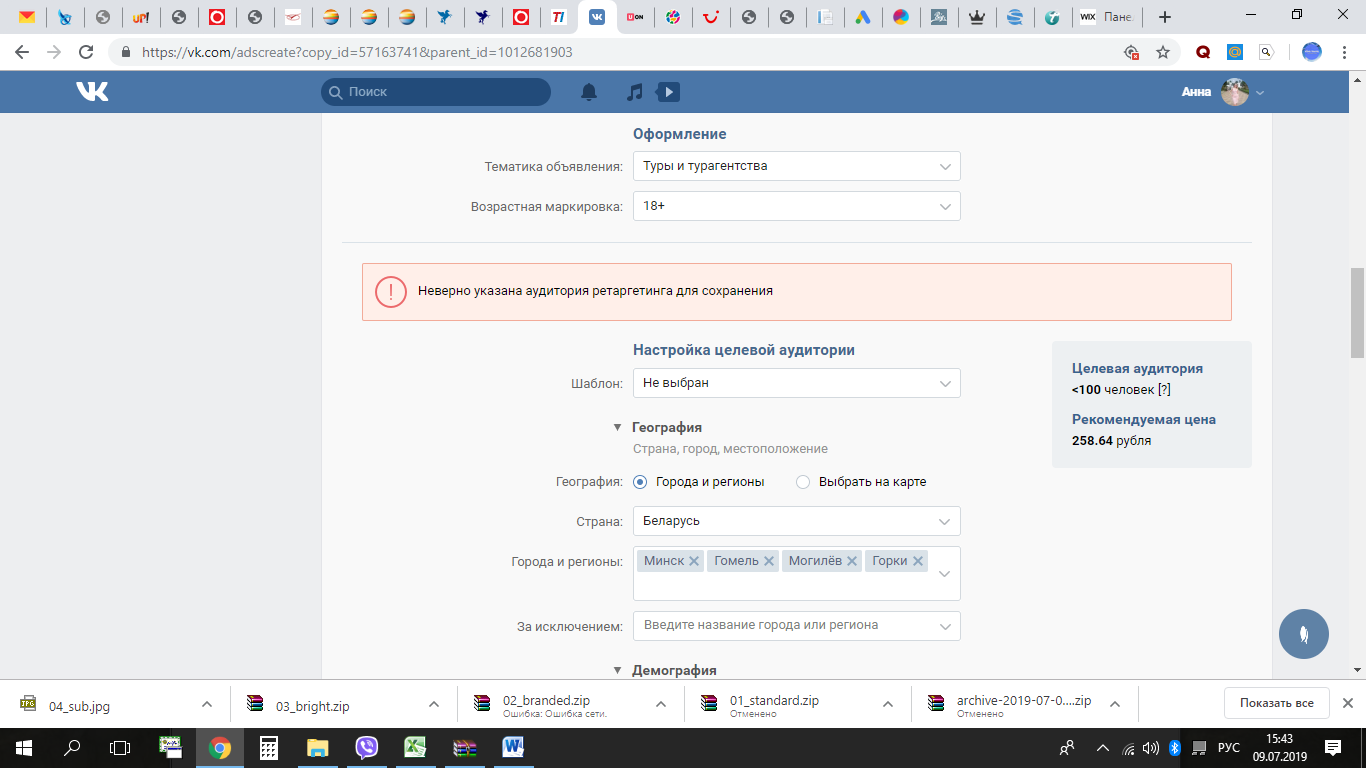 up!
TI
U ON
WIX Пане
https://vk.com/adscreate?copy_id=57163741&parent_id=1012681903
Поиск
Анна
Оформление
Тематика объявления: Туры и турагентства
Возрастная маркировка: 18+
Неверно указана аудитория ретаргетинга для сохранения
Настройка целевой аудитории
Шаблон: Не выбран
Целевая аудитория
<100 человек [?]
Рекомендуемая цена
258.64 рубля
География
Страна, город, местоположение
География: Города и регионы Выбрать на карте
Страна: Беларусь
Города и регионы: Минск Гомель Могилёв Горки
За исключением: Введите название города или региона
Демография
04_sub.jpg
03_bright.zip
02_branded.zip
Ошибка: Ошибка сети.
01_standard.zip
Отменено
archive-2019-07-0....zip
Отменено
Показать все
РУС
15:43
09.07.2019